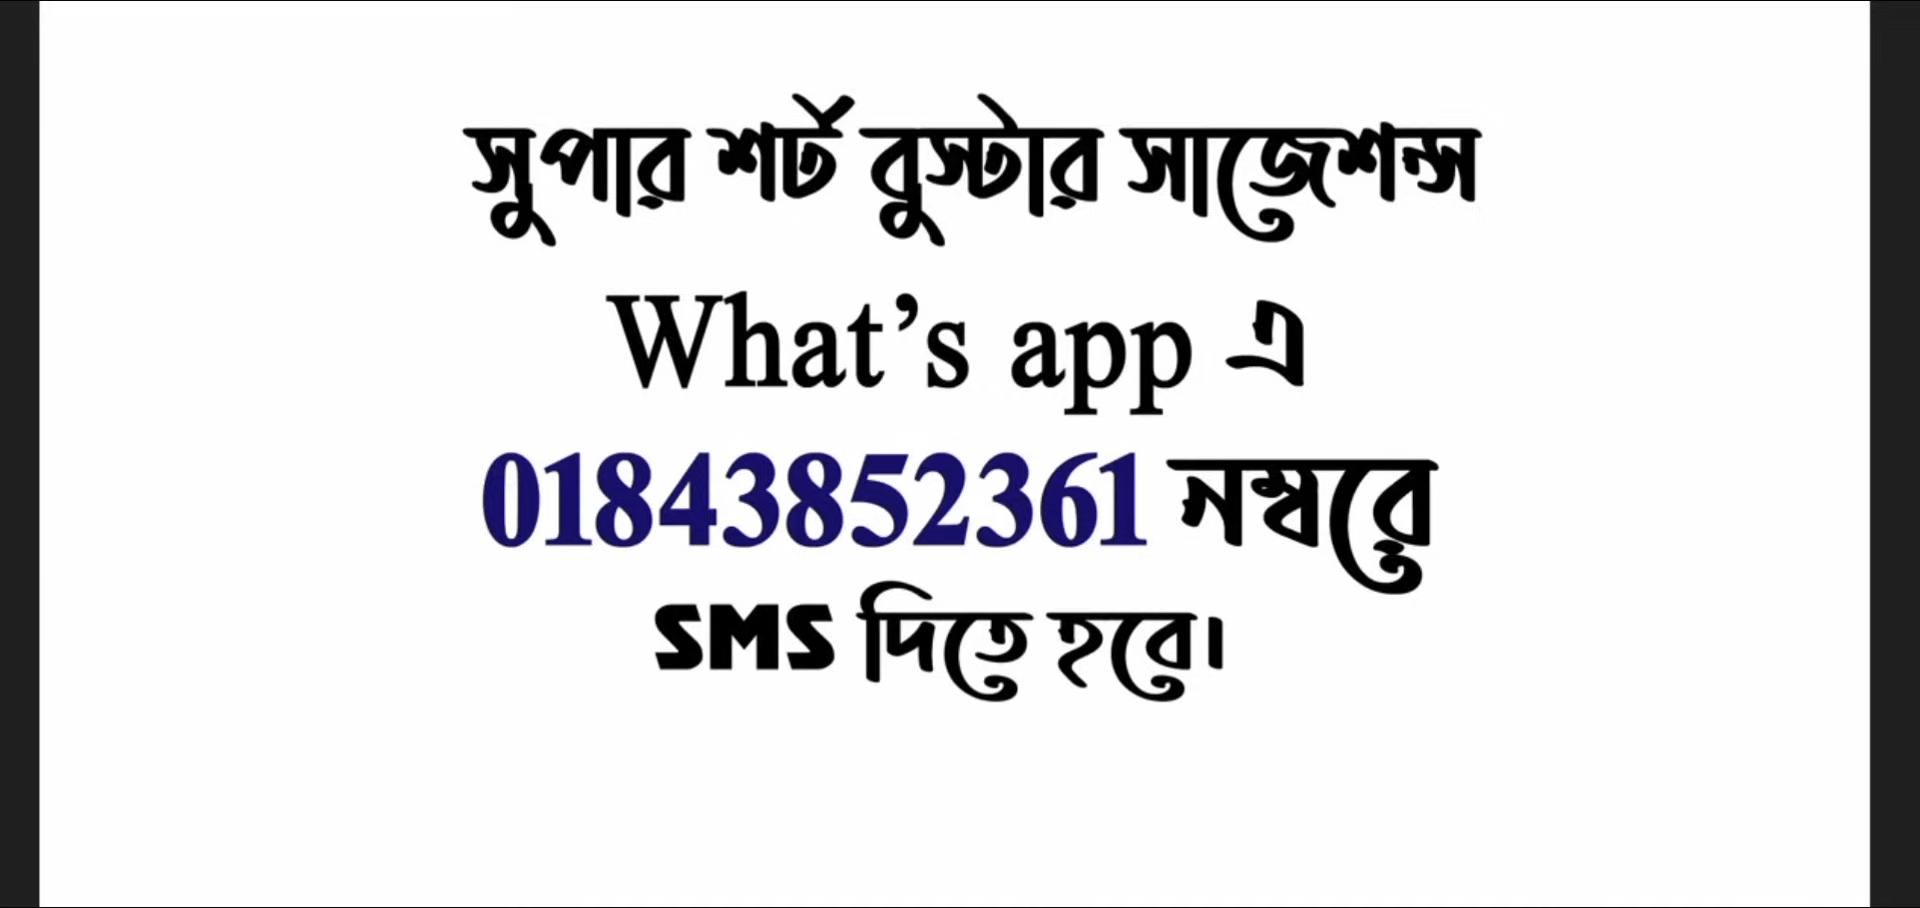 সুপার শর্ট বুস্টার সাজেশন্স
What’s app এ
01843852361 নম্বরে
SMS দিতে হবে।